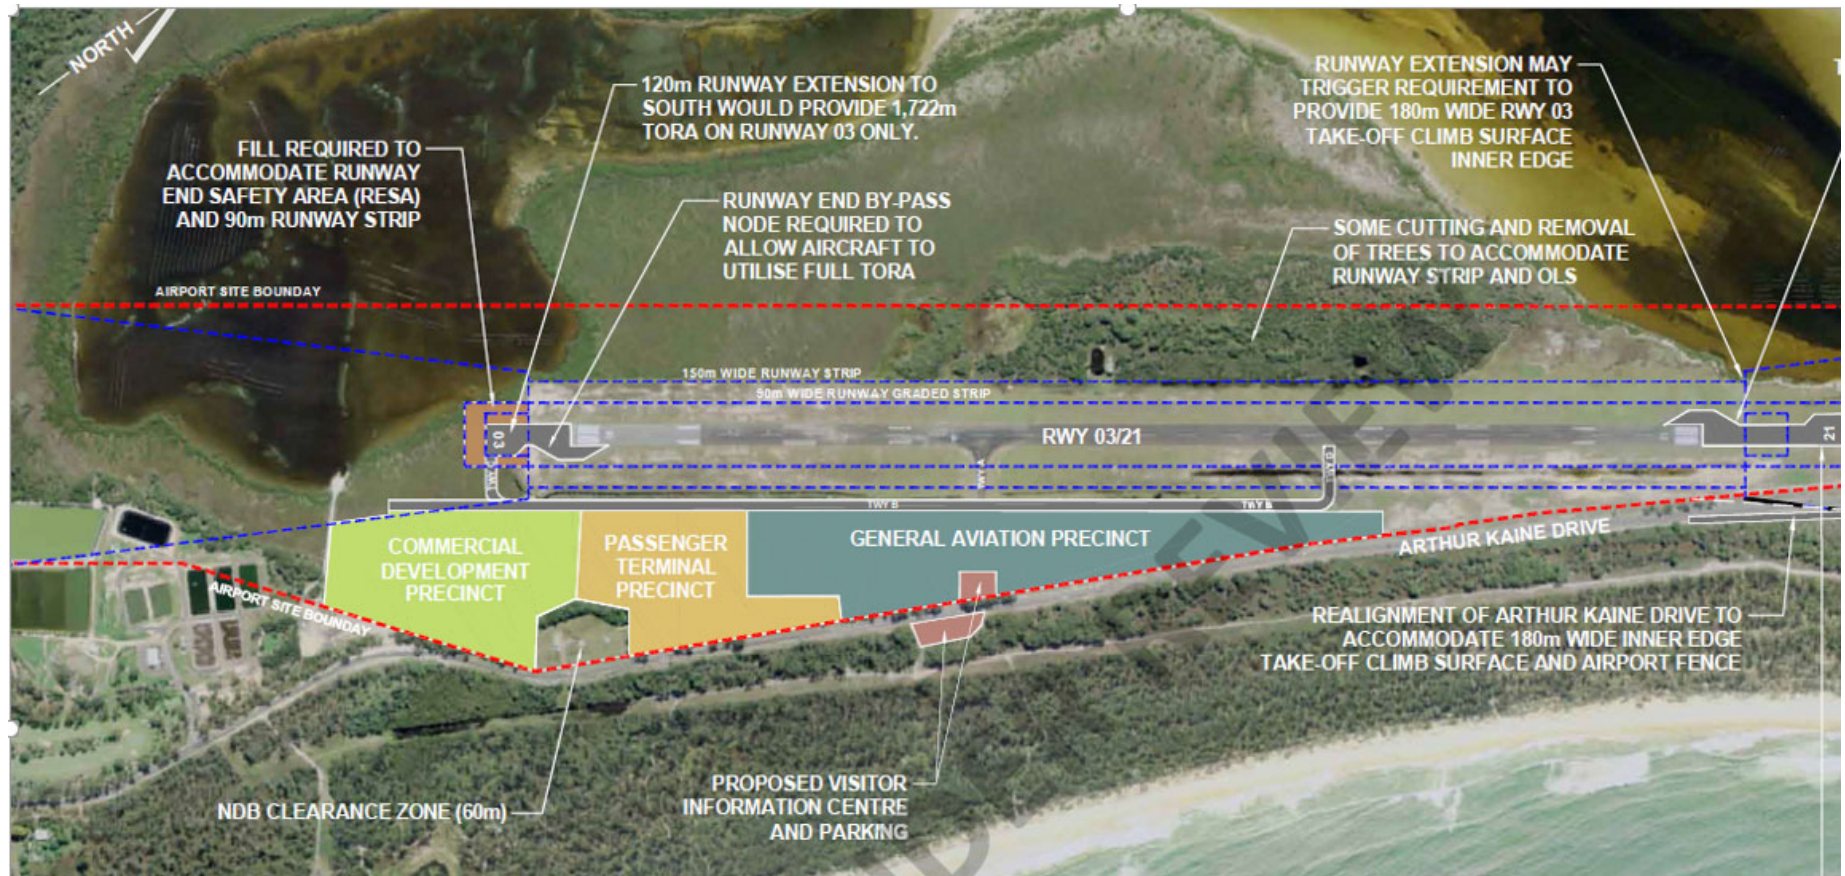 NORTH
120m RUNWAY EXTENSION TO
SOUTH WOULD PROVIDE 1,722m
TORA ON RUNWAY 03 ONLY.
RUNWAY EXTENSION MAY
TRIGGER REQUIREMENT TO
PROVIDE 180m WIDE RWY 03
TAKE-OFF CLIMB SURFACE
INNER EDGE
T
FILL REQUIRED TO
ACCOMMODATE RUNWAY
END SAFETY AREA (RESA)
AND 90m RUNWAY STRIP
RUNWAY END BY-PASS
NODE REQUIRED TO
ALLOW AIRCRAFT TO
UTILISE FULL TORA
SOME CUTTING AND REMOVAL
OF TREES TO ACCOMMODATE
RUNWAY STRIP AND OLS
AIRPORT SITE BOUNDAY
150m WIDE RUNWAY STRIP
90m WIDE RUNWAY GRADED STRIP
03
RWY 03/21
21
TWY A
TWY B
TWY B
COMMERCIAL
DEVELOPMENT
PRECINCT
PASSENGER
TERMINAL
PRECINCT
GENERAL AVIATION PRECINCT
ARTHUR KAINE DRIVE
AIRPORT SITE BOUNDAY
REALIGNMENT OF ARTHUR KAINE DRIVE TO
ACCOMMODATE 180m WIDE INNER EDGE
TAKE-OFF CLIMB SURFACE AND AIRPORT FENCE
PROPOSED VISITOR
INFORMATION CENTRE
AND PARKING
NDB CLEARANCE ZONE (60m)